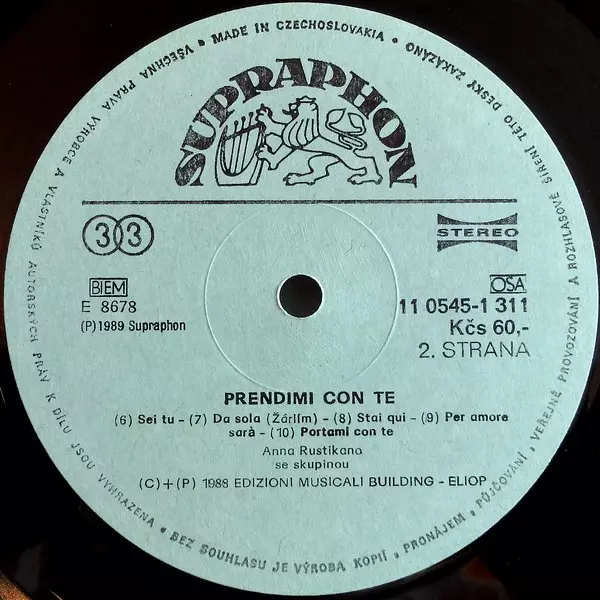 • MADE IN CZECHOSLOVAKIA •
VŠECHNA PRÁVA VÝROBCE A VLASTNÍKŮ AUTORSKÝCH PRÁV K DÍLU JSOU VYHRAZENA • BEZ SOUHLASU JE VÝROBA KOPIÍ, PRONÁJEM, PŮJČOVÁNÍ, VEŘEJNÉ PROVOZOVÁNÍ A ROZHLASOVÉ ŠÍŘENÍ TÉTO DESKY ZAKÁZÁNO •
SUPRAPHON
33
STEREO
BIEM
OSA
E 8678
11 0545-1 311
(P)1989 Supraphon
Kčs 60,-
2. STRANA
PRENDIMI CON TE
(6) Sei tu - (7) Da sola (Žárlím) - (8) Stai qui - (9) Per amore
sarà - (10) Portami con te
Anna Rustikano
se skupinou
(C)+(P) 1988 EDIZIONI MUSICALI BUILDING - ELIOP